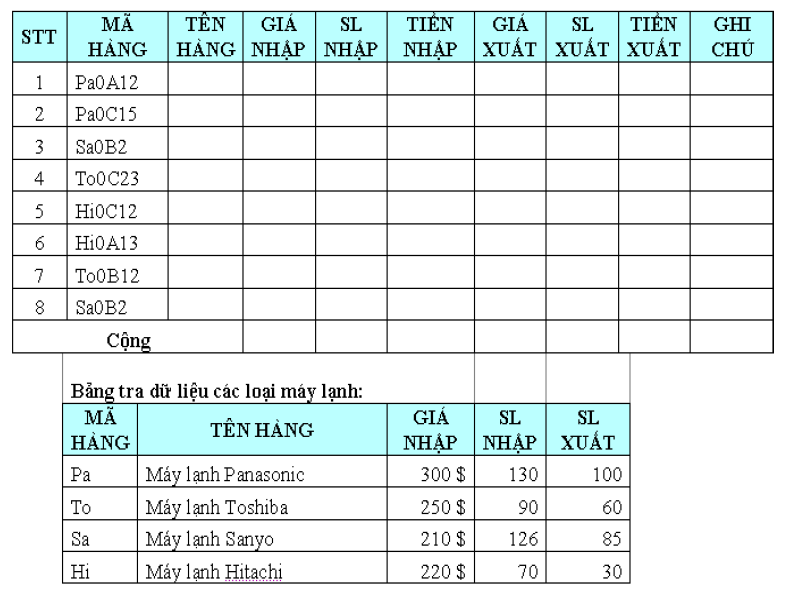 STT MÃ HÀNG TÊN HÀNG GIÁ NHẬP SL NHẬP TIỀN NHẬP GIÁ XUẤT SL XUẤT TIỀN XUẤT GHI CHÚ
1 Pa0A12
2 Pa0C15
3 Sa0B2
4 To0C23
5 Hi0C12
6 Hi0A13
7 To0B12
8 Sa0B2
Cộng
Bảng tra dữ liệu các loại máy lạnh:
MÃ HÀNG TÊN HÀNG GIÁ NHẬP SL NHẬP SL XUẤT
Pa Máy lạnh Panasonic 300 $ 130 100
To Máy lạnh Toshiba 250 $ 90 60
Sa Máy lạnh Sanyo 210 $ 126 85
Hi Máy lạnh Hitachi 220 $ 70 30